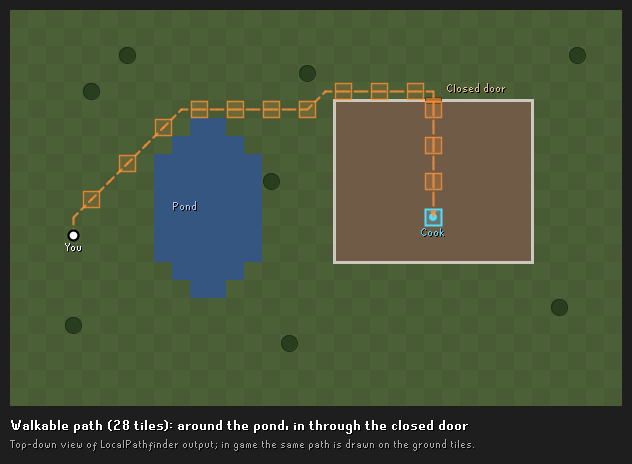 Closed door
Pond
Cook
You
Walkable path (28 tiles): around the pond, in through the closed door
Top-down view of LocalPathfinder output; in game the same path is drawn on the ground tiles.